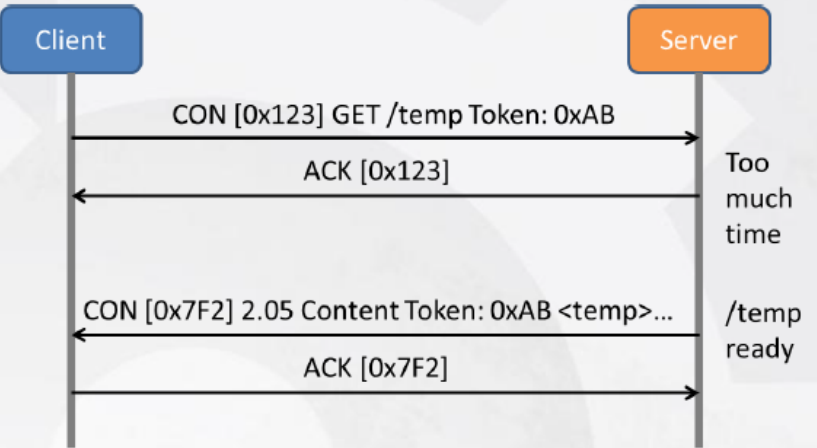 Client
Server
CON [0x123] GET /temp Token: 0xAB
ACK [0x123]
Too
much
time
CON [0x7F2] 2.05 Content Token: 0xAB <temp>...
/temp
ready
ACK [0x7F2]